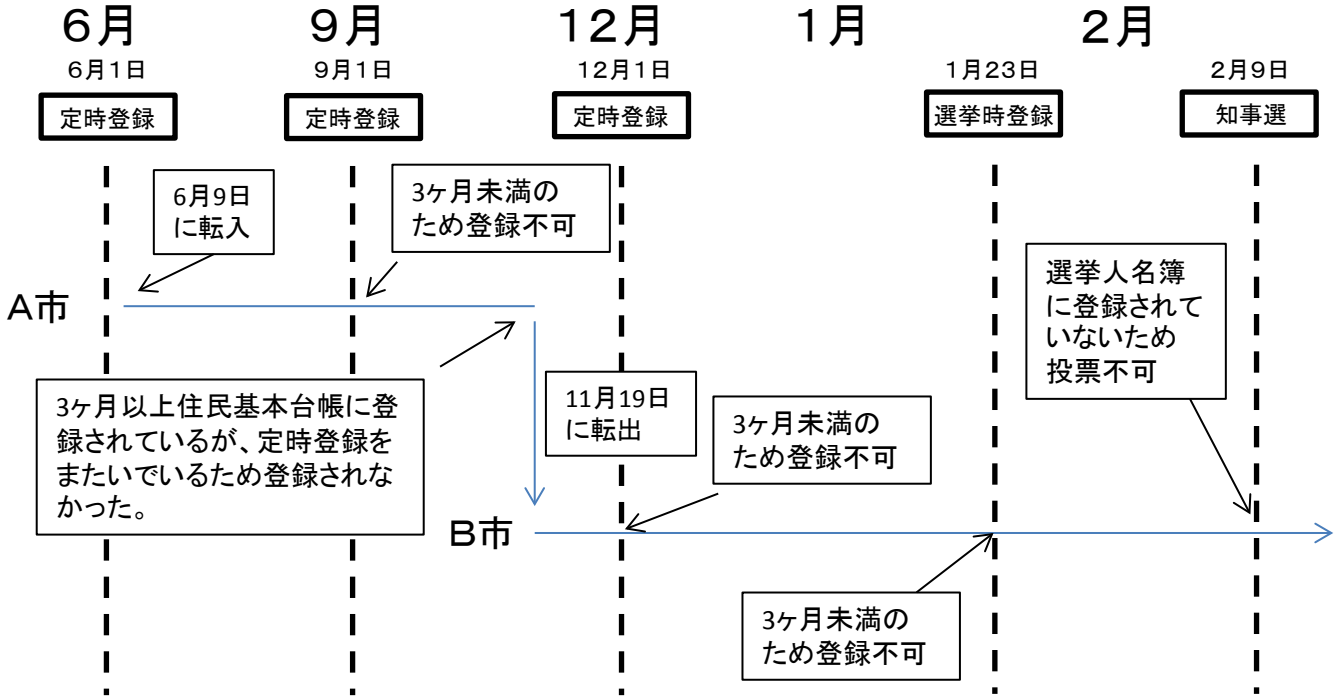 6月
9月
12月
1月
2月
6月1日
9月1日
12月1日
1月23日
2月9日
定時登録
定時登録
定時登録
選挙時登録
知事選
6月9日
に転入
3ヶ月未満の
ため登録不可
選挙人名簿
に登録されて
いないため
投票不可
A市
3ヶ月以上住民基本台帳に登
録されているが、定時登録を
またいでいるため登録されな
かった。
11月19日
に転出
3ヶ月未満の
ため登録不可
B市
3ヶ月未満の
ため登録不可